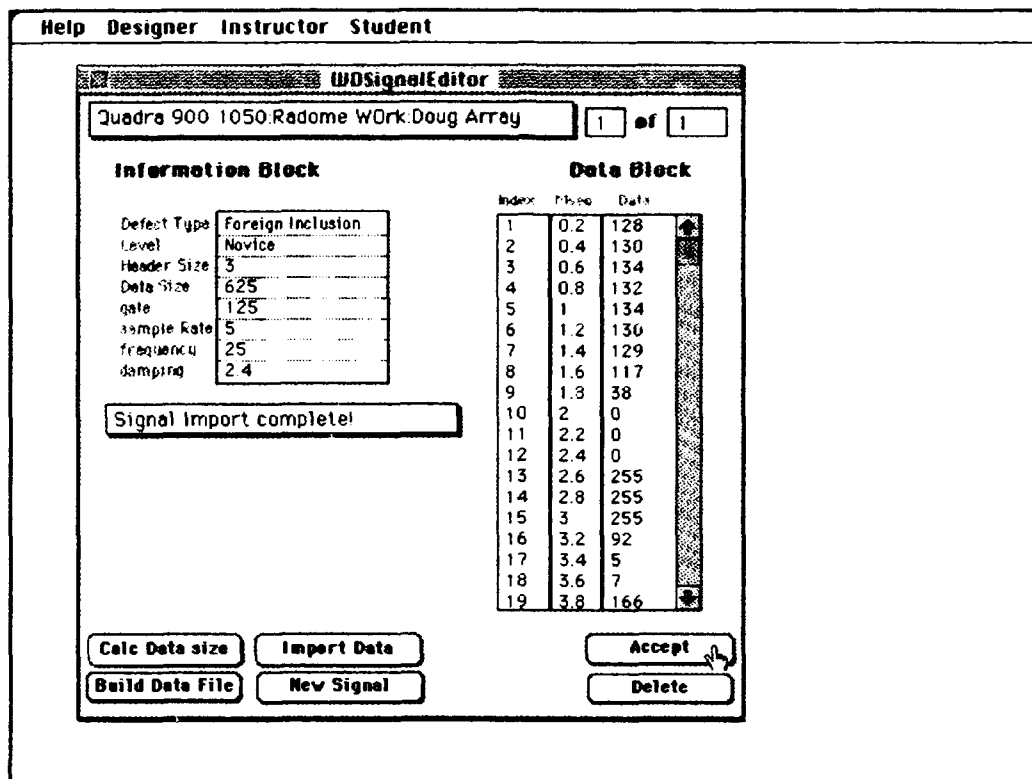 Help Designer Instructor Student
WDSignalEditor
Quadra 900 1050:Radome WOrk:Doug Array
1 of 1
Information Block
Defect Type Foreign Inclusion
Level Novice
Header Size 3
Data Size 625
gate 125
sample Rate 5
frequency 25
damping 2.4
Signal Import complete!
Calc Data size Import Data
Build Data File New Signal
Data Block
Index Data
1 0.2 128
2 0.4 130
3 0.6 134
4 0.8 132
5 1 134
6 1.2 130
7 1.4 129
8 1.6 117
9 1.8 38
10 2 0
11 2.2 0
12 2.4 0
13 2.6 255
14 2.8 255
15 3 255
16 3.2 92
17 3.4 5
18 3.6 7
19 3.8 166
Accept
Delete